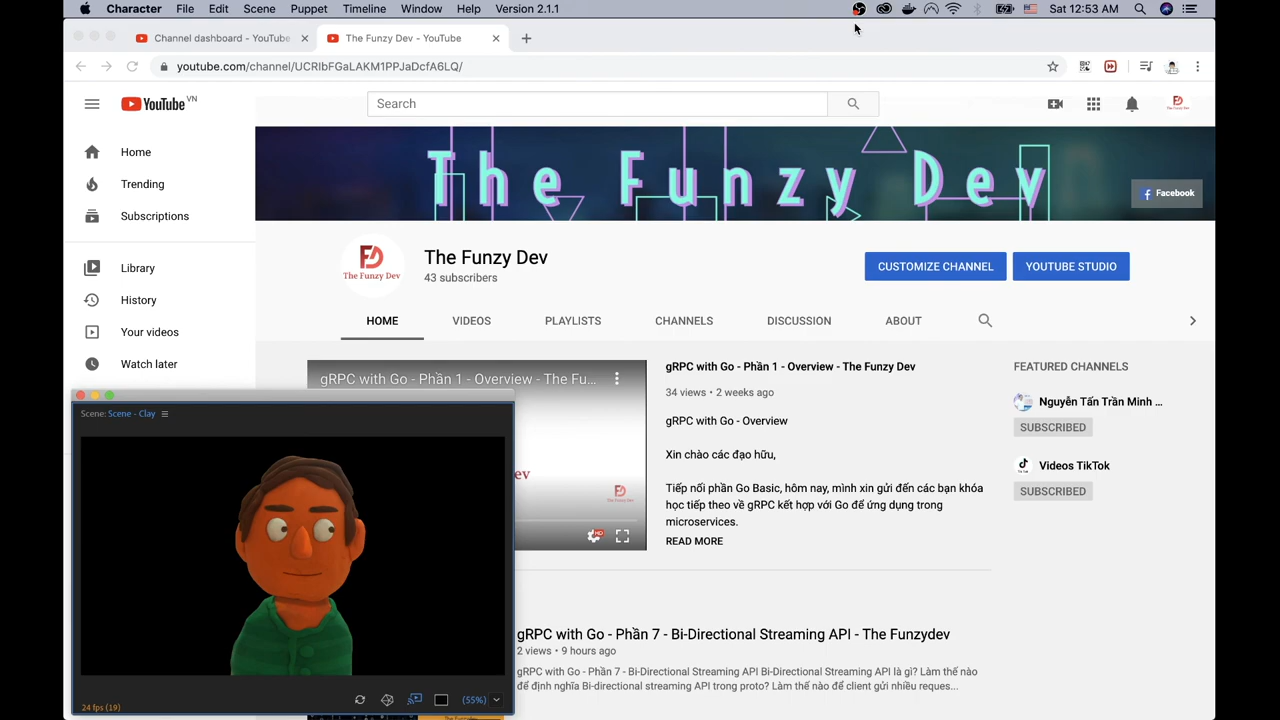 Character File Edit Scene Puppet Timeline Window Help Version 2.1.1 Sat 12:53 AM
Channel dashboard - YouTube
The Funzy Dev - YouTube
youtube.com/channel/UCRIbFGaLAKM1PPJaDcfA6LQ/
YouTube VN
Search
Home
Trending
Subscriptions
Library
History
Your videos
Watch later
The Funzy Dev
Facebook
FD
The Funzy Dev
The Funzy Dev
43 subscribers
CUSTOMIZE CHANNEL
YOUTUBE STUDIO
HOME VIDEOS PLAYLISTS CHANNELS DISCUSSION ABOUT
gRPC with Go - Phần 1 - Overview - The Fu...
ev
HD
gRPC with Go - Phần 1 - Overview - The Funzy Dev
34 views • 2 weeks ago
gRPC with Go - Overview
Xin chào các đạo hữu,
Tiếp nối phần Go Basic, hôm nay, mình xin gửi đến các bạn khóa
học tiếp theo về gRPC kết hợp với Go để ứng dụng trong
microservices.
READ MORE
FEATURED CHANNELS
Nguyễn Tấn Trần Minh ...
SUBSCRIBED
Videos TikTok
SUBSCRIBED
Scene: Scene - Clay
24 fps (19)
(55%)
gRPC with Go - Phần 7 - Bi-Directional Streaming API - The Funzydev
2 views • 9 hours ago
gRPC with Go - Phần 7 - Bi-Directional Streaming API Bi-Directional Streaming API là gì? Làm thế nào
để định nghĩa Bi-directional streaming API trong proto? Làm thế nào để client gửi nhiều reques...